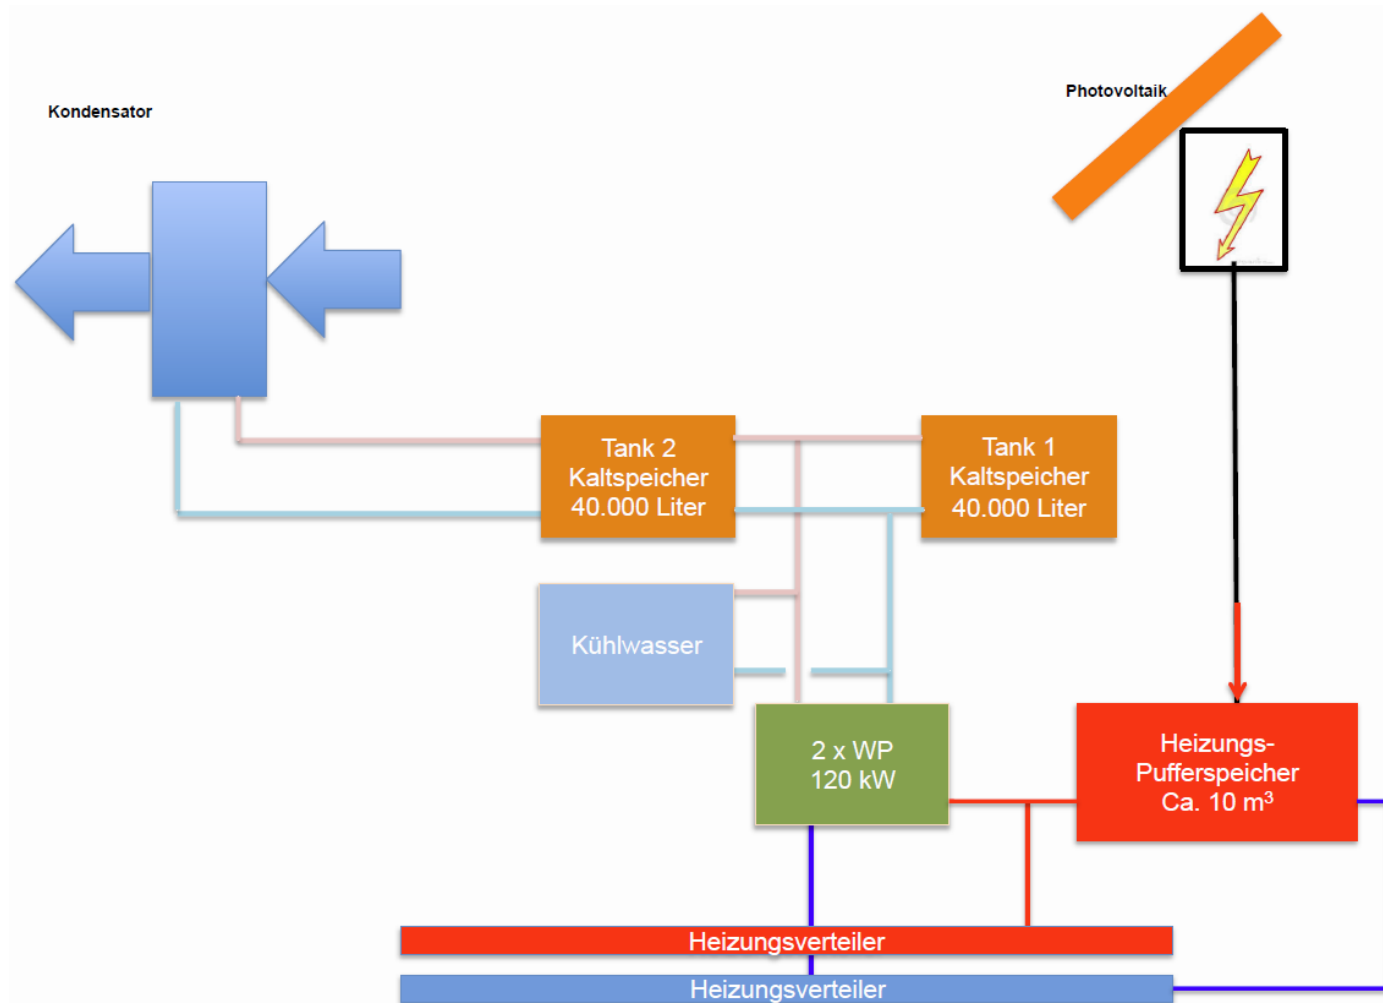 Photovoltaik
Kondensator
Tank 2
Kaltspeicher
40.000 Liter
Tank 1
Kaltspeicher
40.000 Liter
Kühlwasser
2 x WP
120 kW
Heizungs-
Pufferspeicher
Ca. 10 m³
Heizungsverteiler
Heizungsverteiler